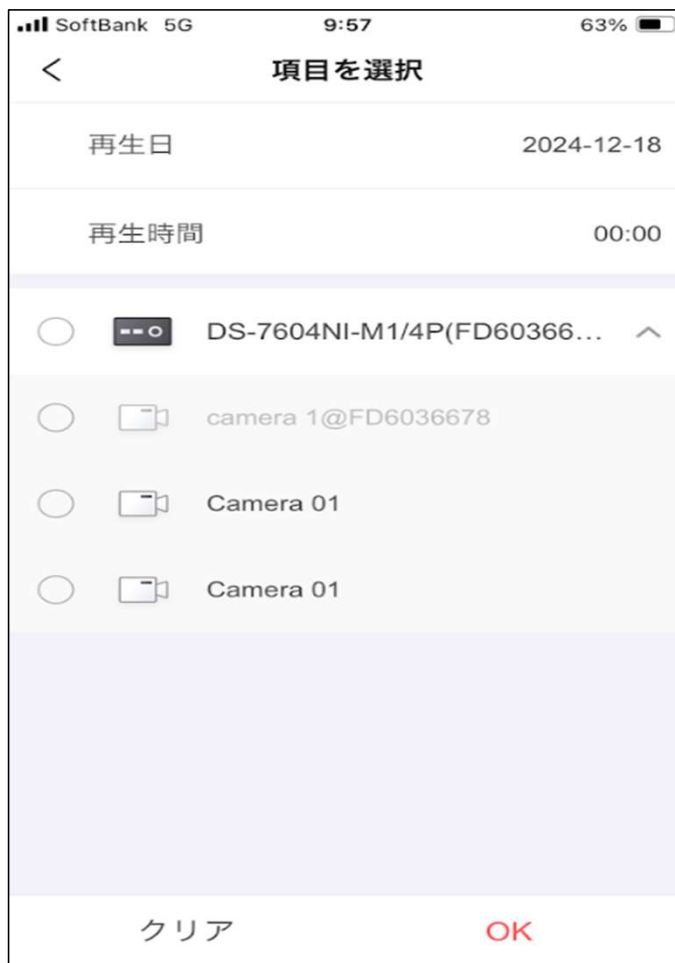 SoftBank 5G 9:57 63%
項目を選択
再生日 2024-12-18
再生時間 00:00
DS-7604NI-M1/4P(FD60366...
camera 1@FD6036678
Camera 01
Camera 01
クリア OK